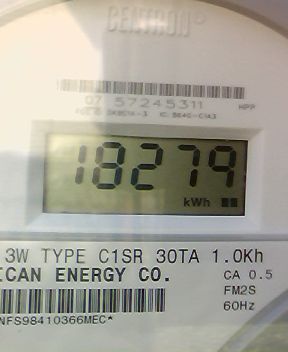 CENTRON®
07 57245311 HPP
18279
kWh
3W TYPE C1SR 30TA 1.0Kh
ICAN ENERGY CO. CA 0.5
FM2S
NFS98410366MEC* 60Hz